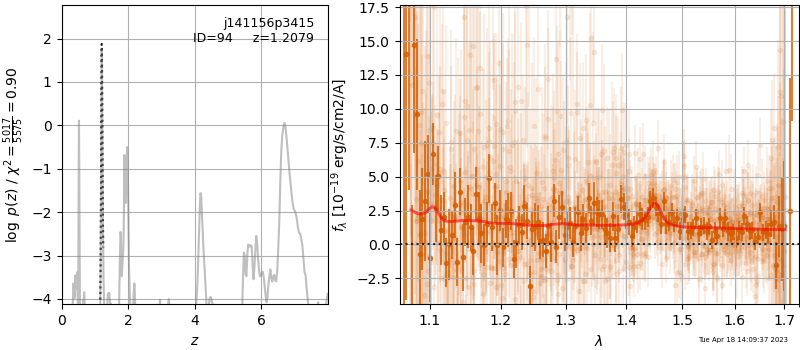 j141156p3415
ID=94 z=1.2079
log p(z) / χ² = 5017/5575 = 0.90
2
1
0
−1
−2
−3
−4
0 2 4 6
z
fλ [10⁻¹⁹ erg/s/cm2/A]
17.5
15.0
12.5
10.0
7.5
5.0
2.5
0.0
−2.5
1.1 1.2 1.3 1.4 1.5 1.6 1.7
λ
Tue Apr 18 14:09:37 2023